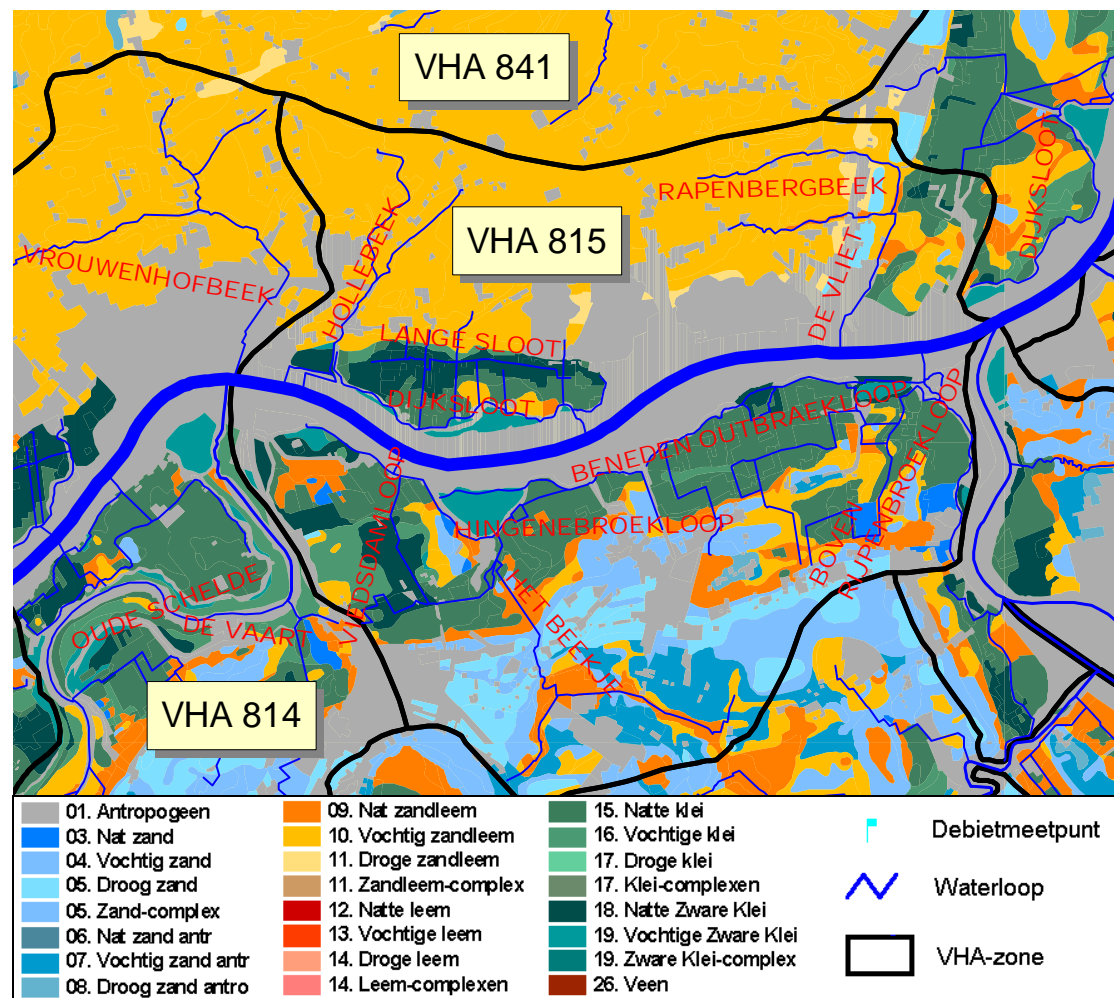 VHA 841
RAPENBERGBEEK
DIJKSLOOT
VHA 815
HOLLEBEEK
VROUWENHOFBEEK
DE VLIET
LANGE SLOOT
DIJKSLOOT
BENEDEN OUTBRAEKLOOP
HINGENEBROEKLOOP
VLIEDSDAMLOOP
BOVEN
RUPENBROEKLOOP
HET BEEKJE
OUDE SCHELDE
DE VAART
VHA 814
01. Antropogeen
03. Nat zand
04. Vochtig zand
05. Droog zand
05. Zand-complex
06. Nat zand antr
07. Vochtig zand antr
08. Droog zand antro
09. Nat zandleem
10. Vochtig zandleem
11. Droge zandleem
11. Zandleem-complex
12. Natte leem
13. Vochtige leem
14. Droge leem
14. Leem-complexen
15. Natte klei
16. Vochtige klei
17. Droge klei
17. Klei-complexen
18. Natte Zware Klei
19. Vochtige Zware Klei
19. Zware Klei-complex
26. Veen
Debietmeetpunt
Waterloop
VHA-zone